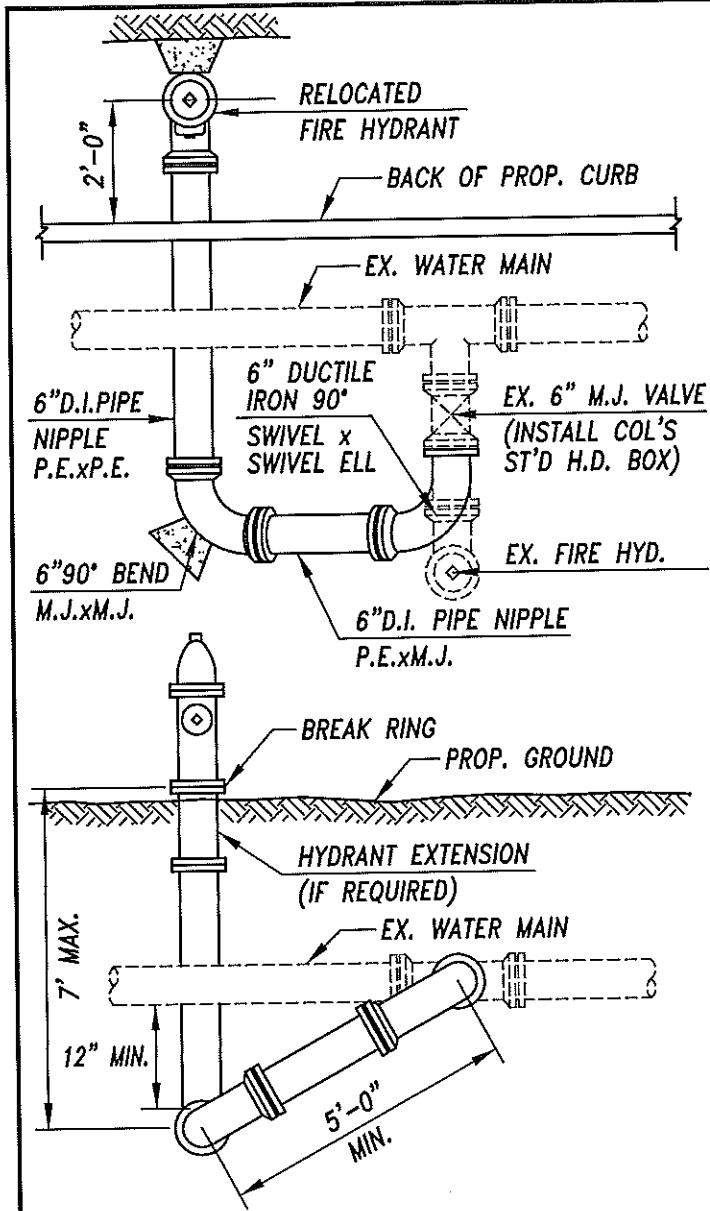 RELOCATED
FIRE HYDRANT
2'-0"
BACK OF PROP. CURB
EX. WATER MAIN
6" DUCTILE
IRON 90°
SWIVEL x
SWIVEL ELL
6"D.I.PIPE
NIPPLE
P.E.xP.E.
EX. 6" M.J. VALVE
(INSTALL COL'S
ST'D H.D. BOX)
EX. FIRE HYD.
6"90° BEND
M.J.xM.J.
6"D.I. PIPE NIPPLE
P.E.xM.J.
BREAK RING
PROP. GROUND
HYDRANT EXTENSION
(IF REQUIRED)
EX. WATER MAIN
7' MAX.
12" MIN.
5'-0"
MIN.